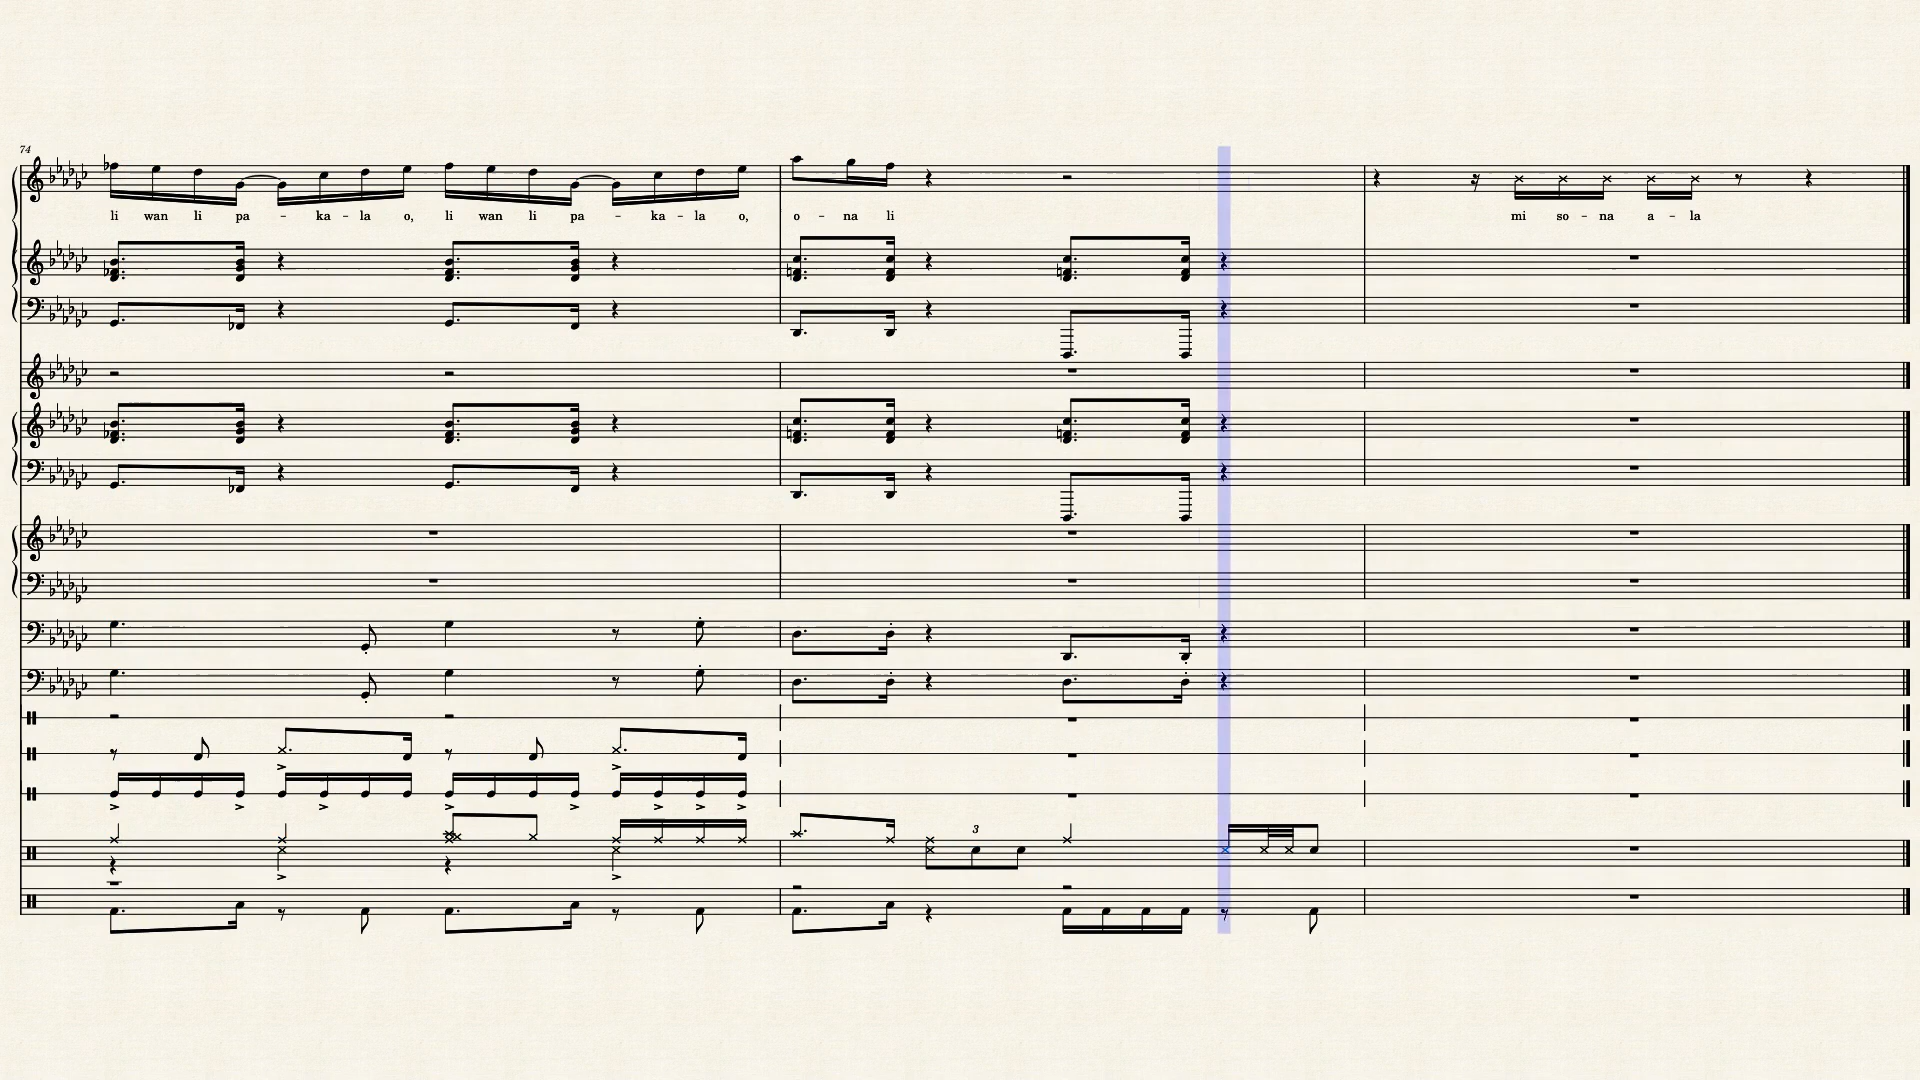 74
li wan li pa - ka - la o, li wan li pa - ka - la o, o - na li mi so - na a - la
3